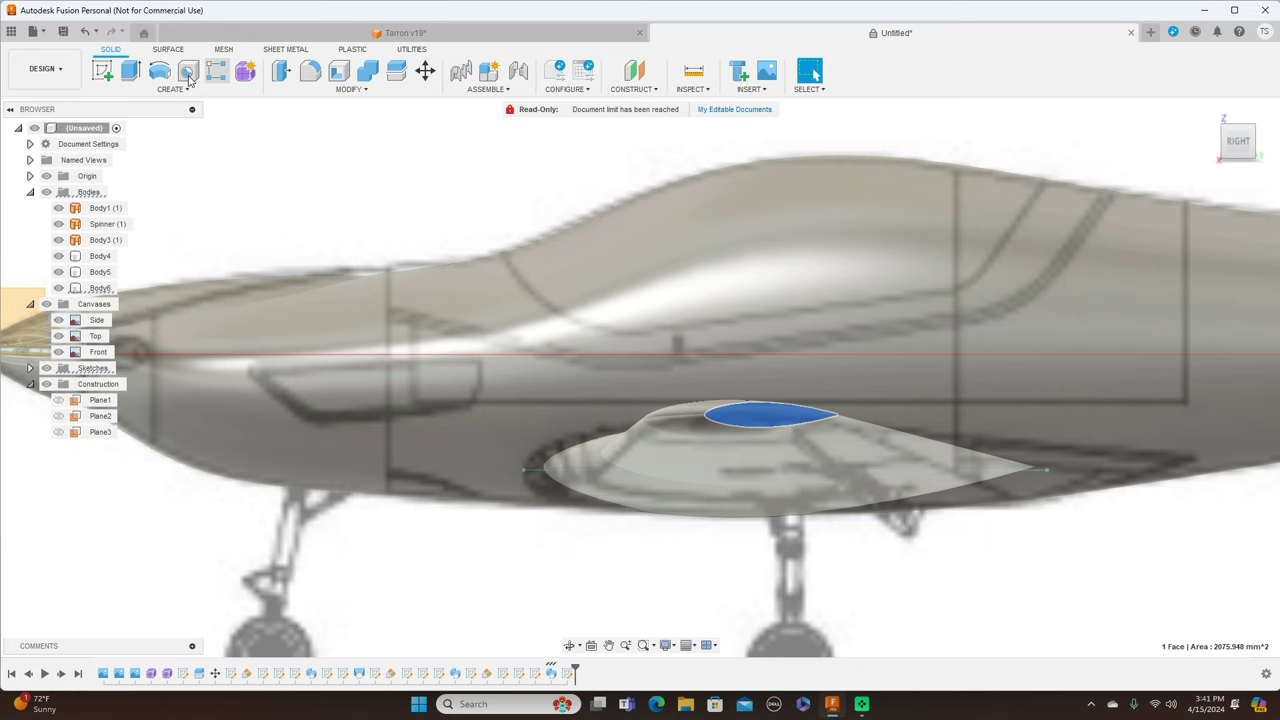 Autodesk Fusion Personal (Not for Commercial Use)
Tarron v19*
Untitled*
TS
DESIGN
SOLID
SURFACE
MESH
SHEET METAL
PLASTIC
UTILITIES
CREATE
MODIFY
ASSEMBLE
CONFIGURE
CONSTRUCT
INSPECT
INSERT
SELECT
BROWSER
Read-Only: Document limit has been reached My Editable Documents
(Unsaved)
Document Settings
Named Views
Origin
Bodies
Body1 (1)
Spinner (1)
Body3 (1)
Body4
Body5
Body6
Canvases
Side
Top
Front
Sketches
Construction
Plane1
Plane2
Plane3
Z
RIGHT
X
Y
COMMENTS
1 Face | Area : 2075.948 mm^2
72°F
Sunny
Search
3:41 PM
4/15/2024